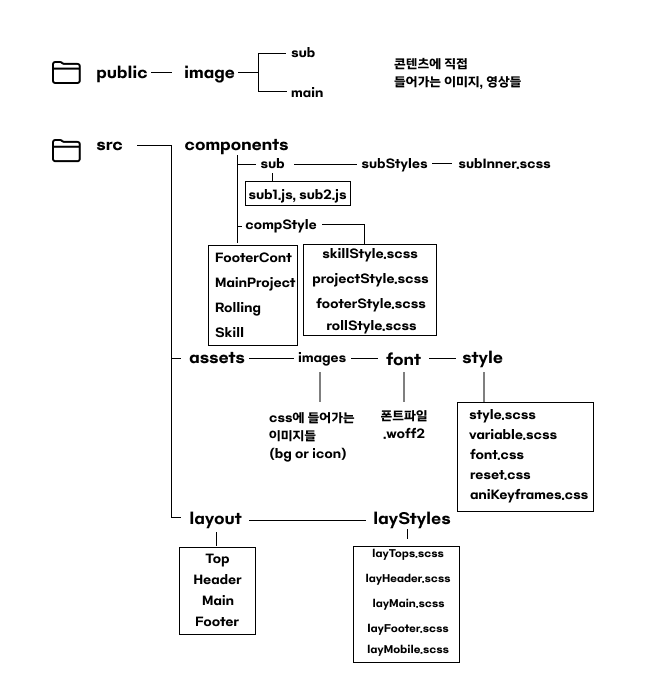 sub
public
image
main
콘텐츠에 직접
들어가는 이미지, 영상들
src
components
sub
subStyles
subInner.scss
sub1.js, sub2.js
compStyle
FooterCont
MainProject
Rolling
Skill
skillStyle.scss
projectStyle.scss
footerStyle.scss
rollStyle.scss
assets
images
font
style
css에 들어가는
이미지들
(bg or icon)
폰트파일
.woff2
style.scss
variable.scss
font.css
reset.css
aniKeyframes.css
layout
layStyles
Top
Header
Main
Footer
layTops.scss
layHeader.scss
layMain.scss
layFooter.scss
layMobile.scss